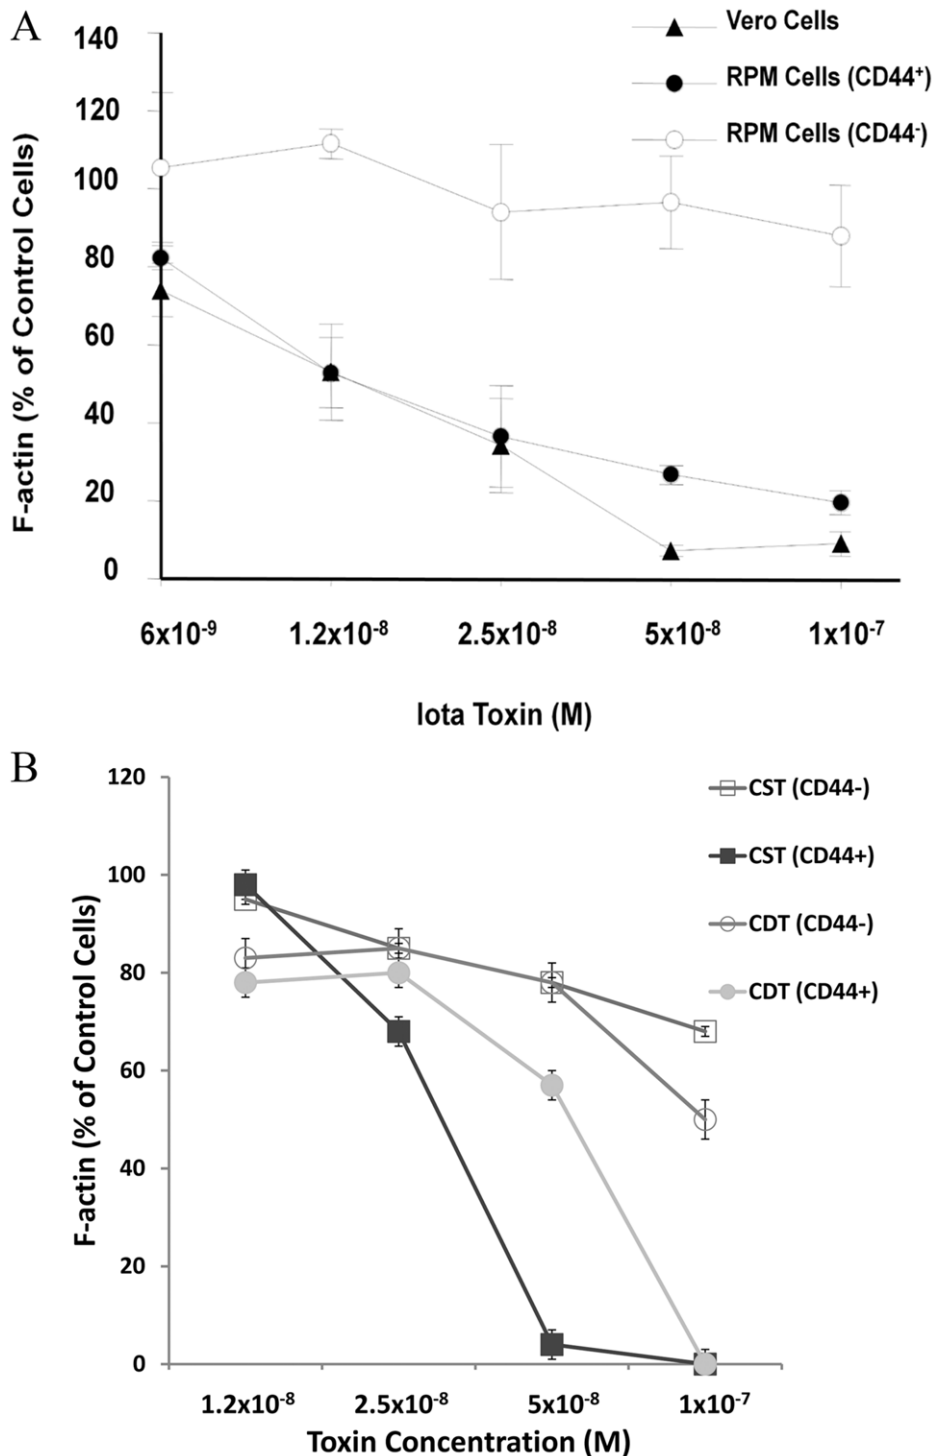 A
140
120
100
80
60
40
20
0
F-actin (% of Control Cells)
Vero Cells
RPM Cells (CD44⁺)
RPM Cells (CD44⁻)
6x10⁻⁹ 1.2x10⁻⁸ 2.5x10⁻⁸ 5x10⁻⁸ 1x10⁻⁷
Iota Toxin (M)
B
120
100
80
60
40
20
0
F-actin (% of Control Cells)
CST (CD44-)
CST (CD44+)
CDT (CD44-)
CDT (CD44+)
1.2x10⁻⁸ 2.5x10⁻⁸ 5x10⁻⁸ 1x10⁻⁷
Toxin Concentration (M)